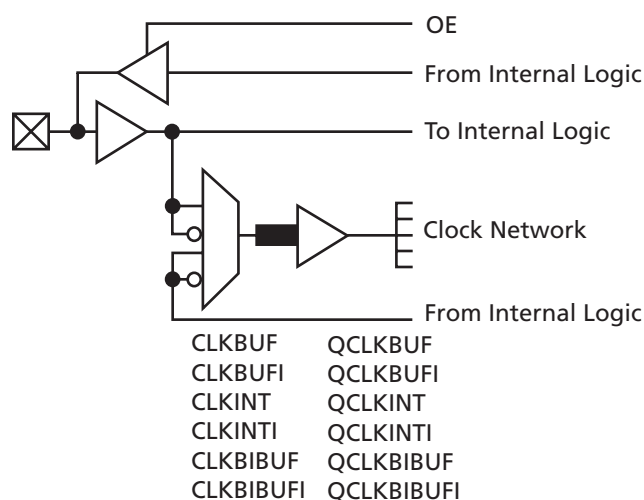 OE
From Internal Logic
To Internal Logic
Clock Network
From Internal Logic
CLKBUF QCLKBUF
CLKBUFI QCLKBUFI
CLKINT QCLKINT
CLKINTI QCLKINTI
CLKBIBUF QCLKBIBUF
CLKBIBUFI QCLKBIBUFI